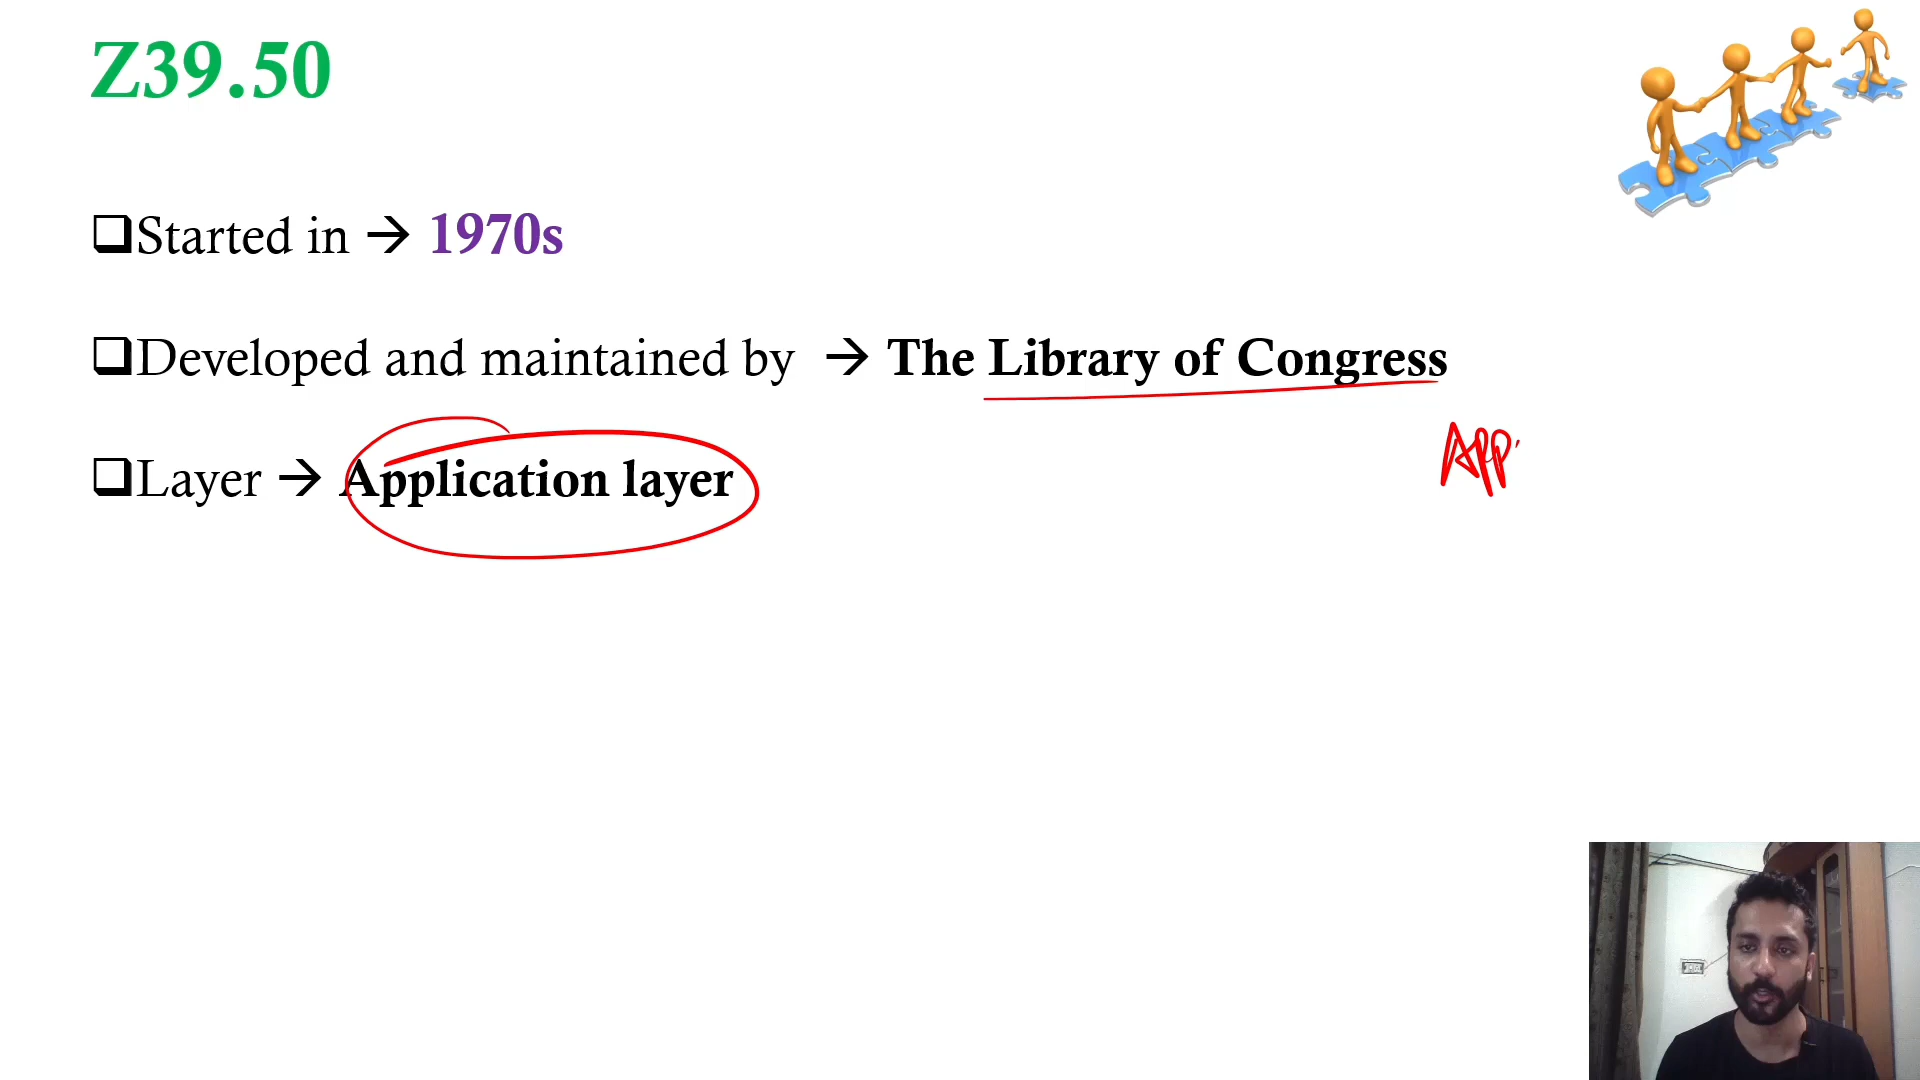 Z39.50
❑Started in → 1970s
❑Developed and maintained by → The Library of Congress
APP
❑Layer → Application layer